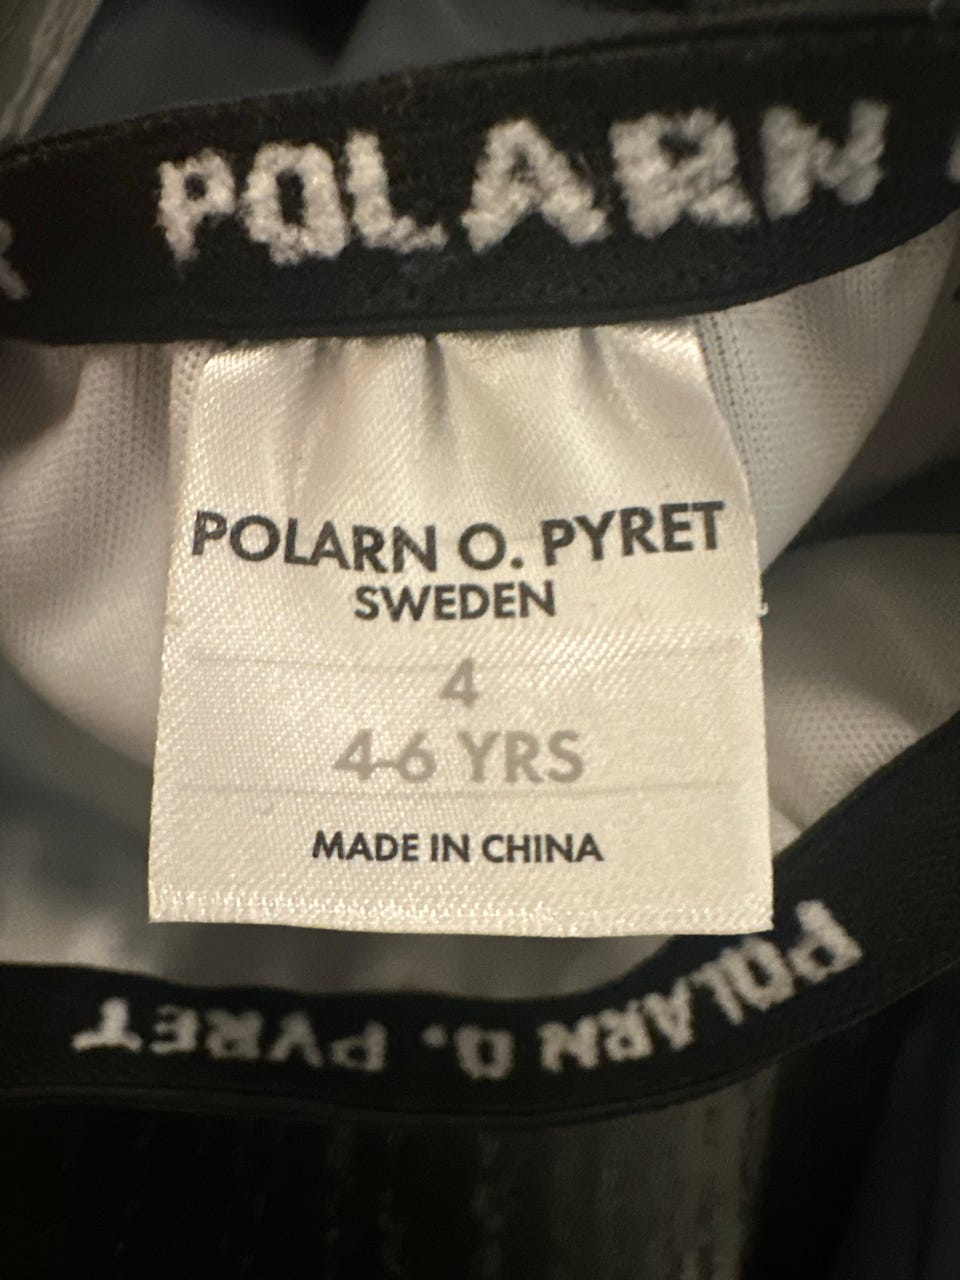 POLARN
POLARN O. PYRET
SWEDEN
4
4-6 YRS
MADE IN CHINA
POLARN O. PYRET